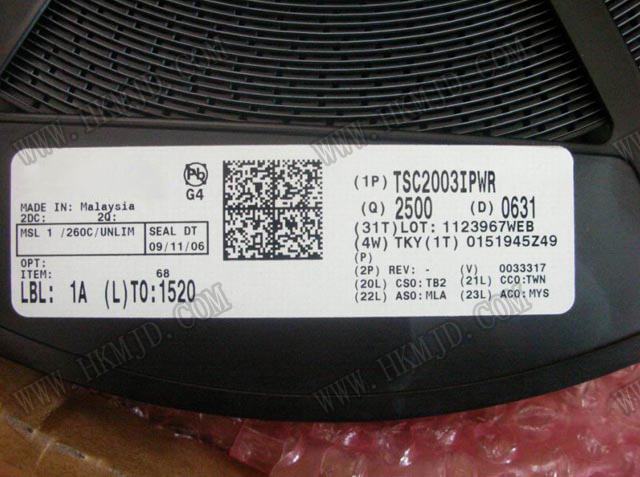 Pb
G4
MADE IN: Malaysia
2DC: 2Q:
MSL 1 /260C/UNLIM
SEAL DT
09/11/06
OPT:
ITEM: 68
LBL: 1A (L)TO:1520
(1P) TSC2003IPWR
(Q) 2500 (D) 0631
(31T)LOT: 1123967WEB
(4W) TKY(1T) 0151945Z49
(P)
(2P) REV: - (V) 0033317
(20L) CSO:TB2 (21L) CCO:TWN
(22L) ASO:MLA (23L) ACO:MYS
WWW.HKMJD.COM
WWW.HKMJD.COM
WWW.HKMJD.COM
WWW.HKMJD.COM